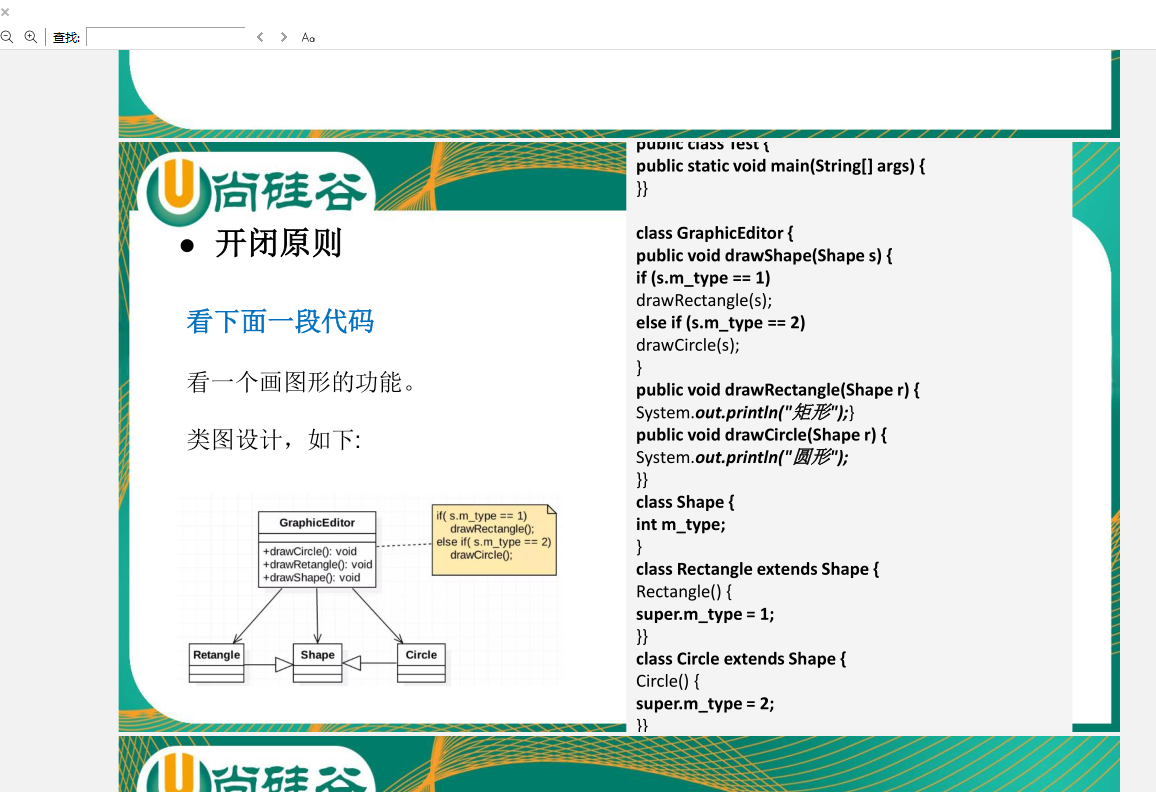 查找:
Aa
尚硅谷
• 开闭原则
看下面一段代码
看一个画图形的功能。
类图设计，如下:
GraphicEditor
+drawCircle(): void
+drawRetangle(): void
+drawShape(): void
if( s.m_type == 1)
drawRectangle();
else if( s.m_type == 2)
drawCircle();
Retangle
Shape
Circle
public class Test {
public static void main(String[] args) {
}}
class GraphicEditor {
public void drawShape(Shape s) {
if (s.m_type == 1)
drawRectangle(s);
else if (s.m_type == 2)
drawCircle(s);
}
public void drawRectangle(Shape r) {
System.out.println("矩形");}
public void drawCircle(Shape r) {
System.out.println("圆形");
}}
class Shape {
int m_type;
}
class Rectangle extends Shape {
Rectangle() {
super.m_type = 1;
}}
class Circle extends Shape {
Circle() {
super.m_type = 2;
}}
尚硅谷